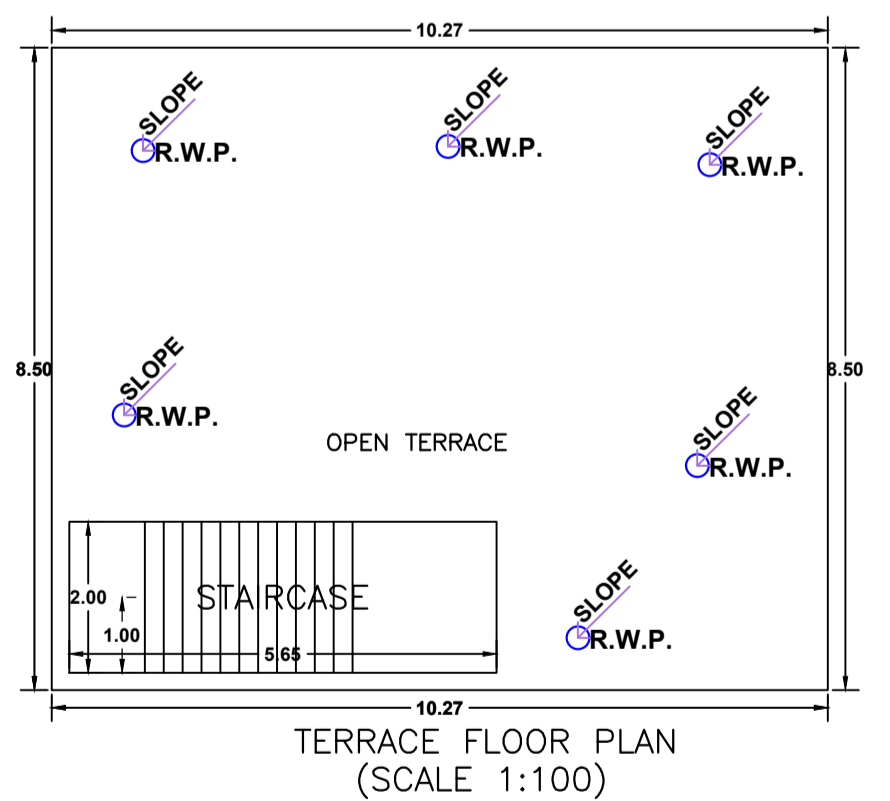 10.27
SLOPE
R.W.P.
SLOPE
R.W.P.
SLOPE
R.W.P.
8.50
8.50
SLOPE
R.W.P.
OPEN TERRACE
SLOPE
R.W.P.
2.00
STAIRCASE
1.00
5.65
SLOPE
R.W.P.
10.27
TERRACE FLOOR PLAN
(SCALE 1:100)